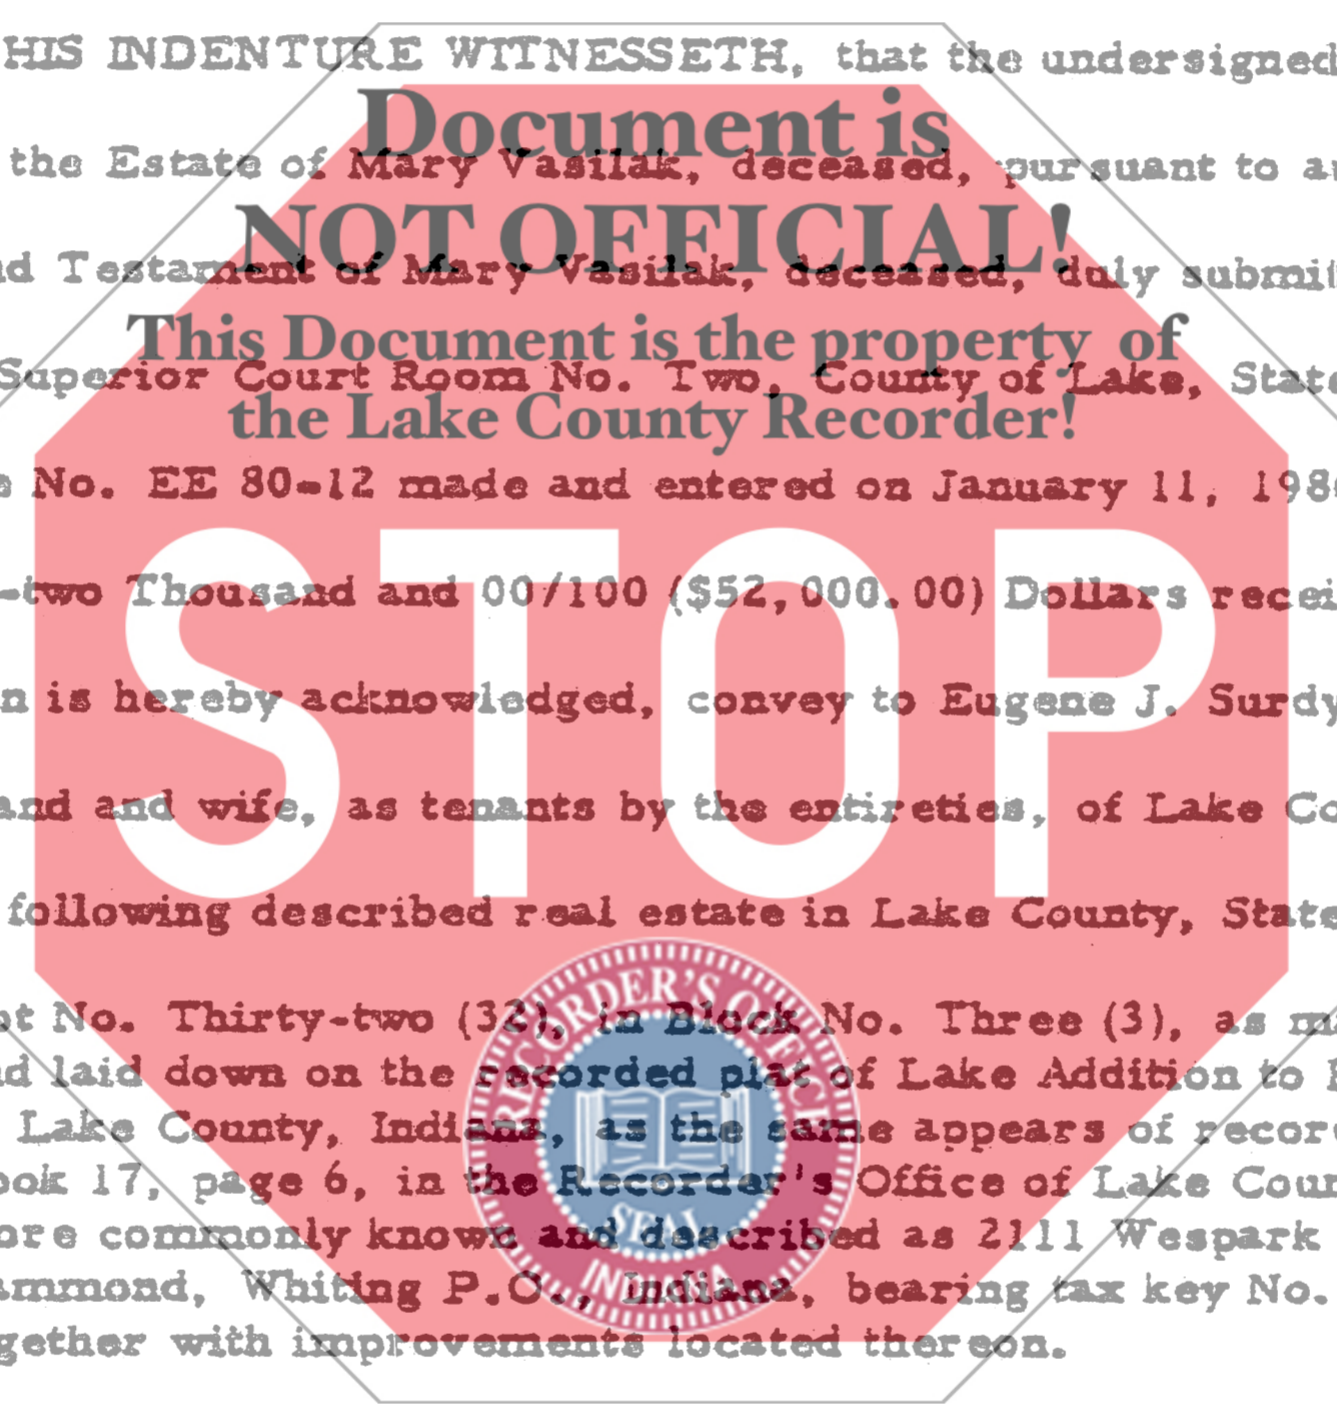 HIS INDENTURE WITNESSETH, that the undersigned
Document is
the Estate of Mary Vasilak, deceased, pursuant to a
NOT OFFICIAL!
d Testament of Mary Vasilak, deceased, duly submit
This Document is the property of
Superior Court Room No. Two, County of Lake, State
the Lake County Recorder!
e No. EE 80-12 made and entered on January 11, 198
STOP
-two Thousand and 00/100 ($52,000.00) Dollars recei
n is hereby acknowledged, convey to Eugene J. Surdy
and and wife, as tenants by the entireties, of Lake Co
following described real estate in Lake County, State
ot No. Thirty-two (32), in Block No. Three (3), as m
nd laid down on the recorded plat of Lake Addition to
Lake County, Indiana, as the same appears of recor
ook 17, page 6, in the Recorder's Office of Lake Coun
ore commonly known and described as 2111 Wespark
ammond, Whiting P.O., Indiana, bearing tax key No.
gether with improvements located thereon.
RECORDER'S OFFICE
SEAL
INDIANA